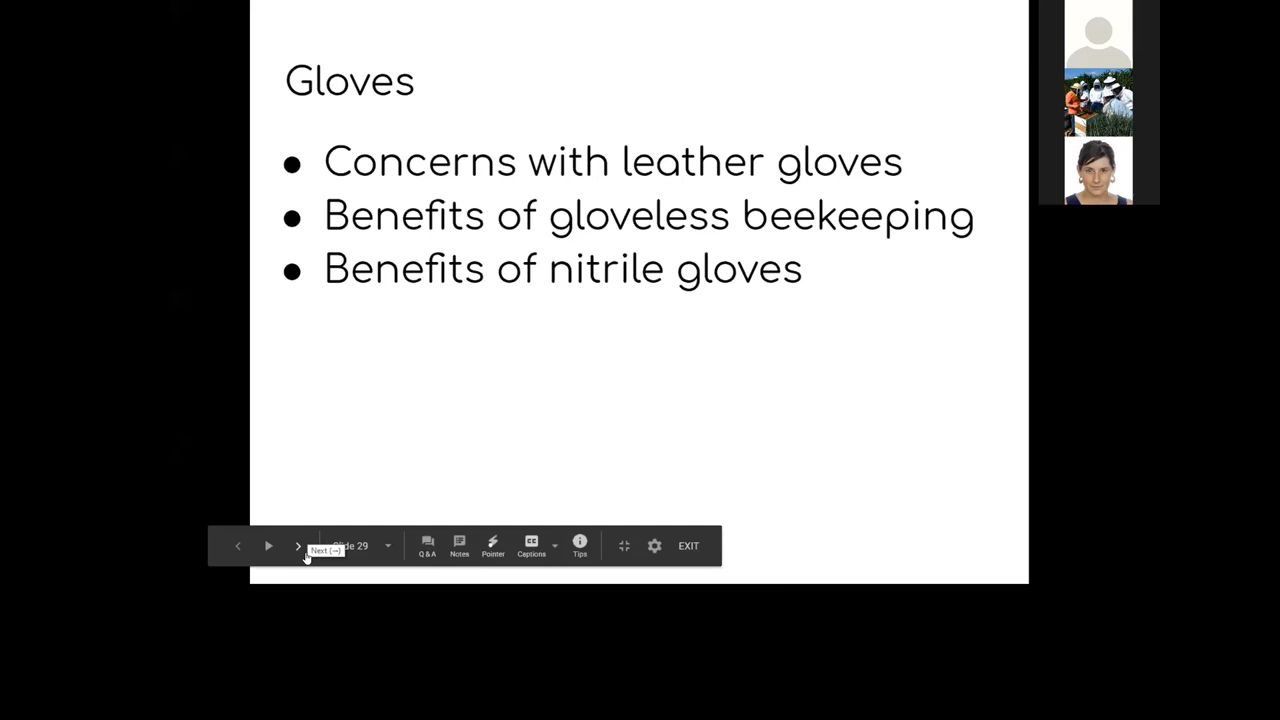 Gloves
● Concerns with leather gloves
● Benefits of gloveless beekeeping
● Benefits of nitrile gloves
Next (→)
29
Q & A
Notes
Pointer
CC
Captions
Tips
EXIT